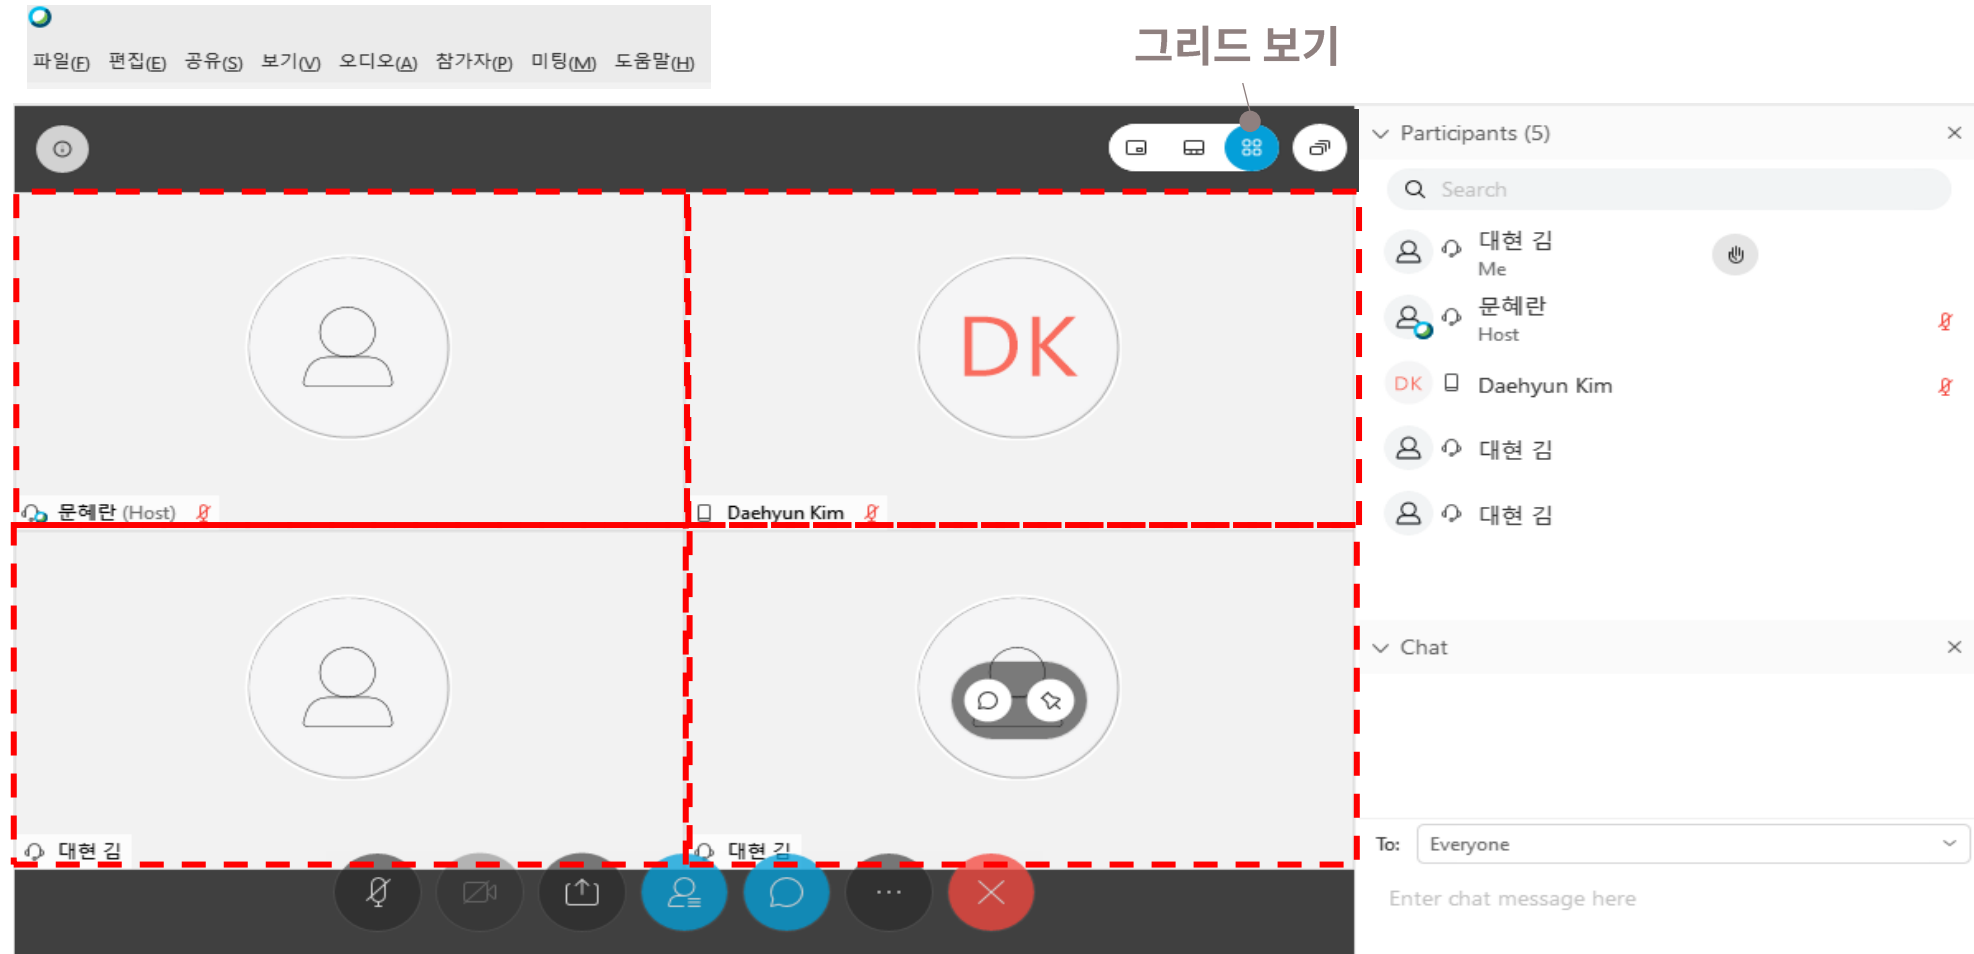 파일(F) 편집(E) 공유(S) 보기(V) 오디오(A) 참가자(P) 미팅(M) 도움말(H)
그리드 보기
Participants (5)
Search
대현 김
Me
문혜란
Host
DK Daehyun Kim
대현 김
대현 김
DK
문혜란 (Host)
Daehyun Kim
대현 김
대현 김
Chat
To: Everyone
Enter chat message here